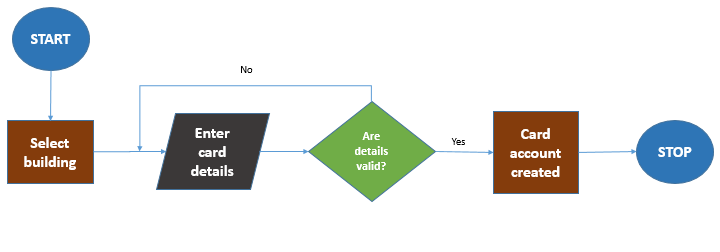 START
No
Select
building
Enter
card
details
Are
details
valid?
Yes
Card
account
created
STOP